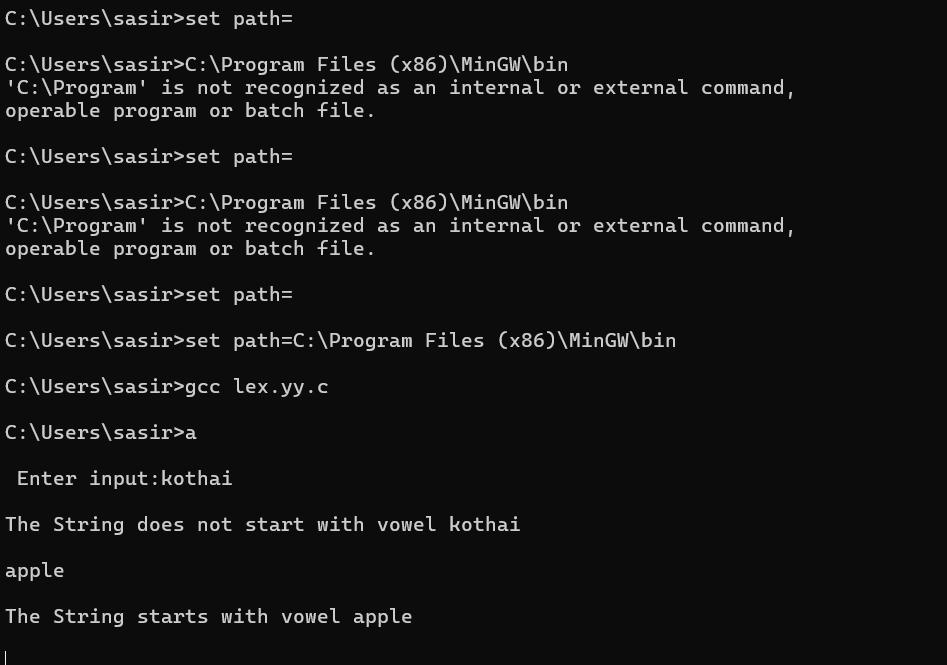 C:\Users\sasir>set path=
C:\Users\sasir>C:\Program Files (x86)\MinGW\bin
'C:\Program' is not recognized as an internal or external command,
operable program or batch file.
C:\Users\sasir>set path=
C:\Users\sasir>C:\Program Files (x86)\MinGW\bin
'C:\Program' is not recognized as an internal or external command,
operable program or batch file.
C:\Users\sasir>set path=
C:\Users\sasir>set path=C:\Program Files (x86)\MinGW\bin
C:\Users\sasir>gcc lex.yy.c
C:\Users\sasir>a
Enter input:kothai
The String does not start with vowel kothai
apple
The String starts with vowel apple